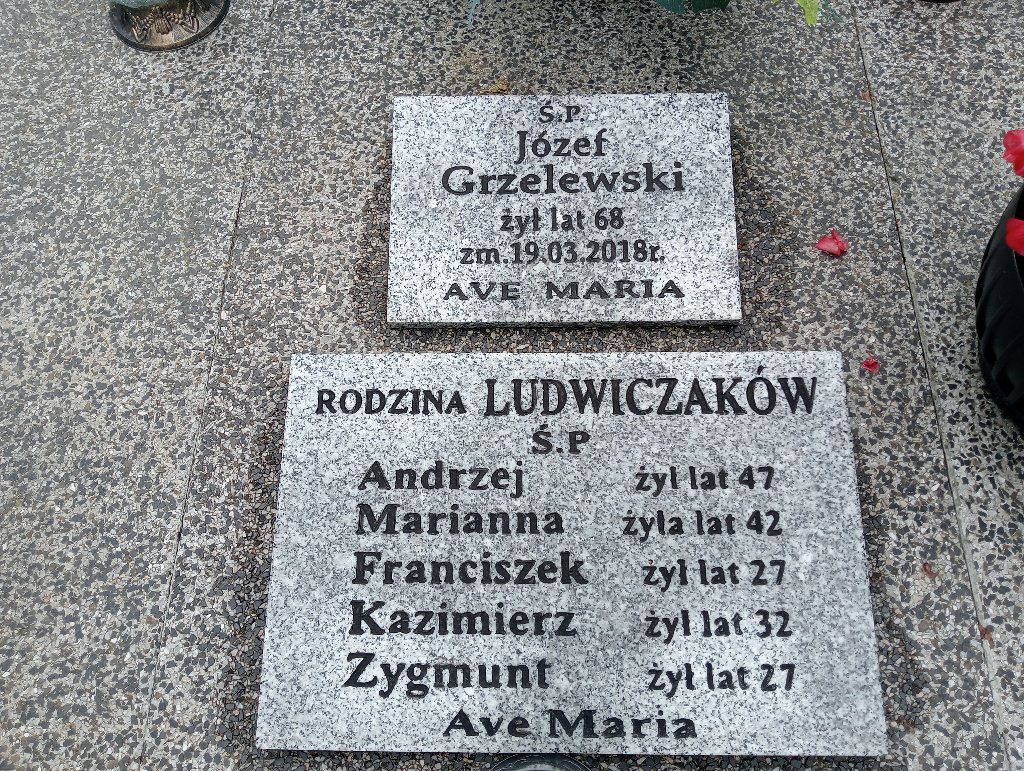 Ś.P.
Józef
Grzelewski
żył lat 68
zm.19.03.2018r.
AVE MARIA
RODZINA LUDWICZAKÓW
Ś.P
Andrzej żył lat 47
Marianna żyła lat 42
Franciszek żył lat 27
Kazimierz żył lat 32
Zygmunt żył lat 27
Ave Maria